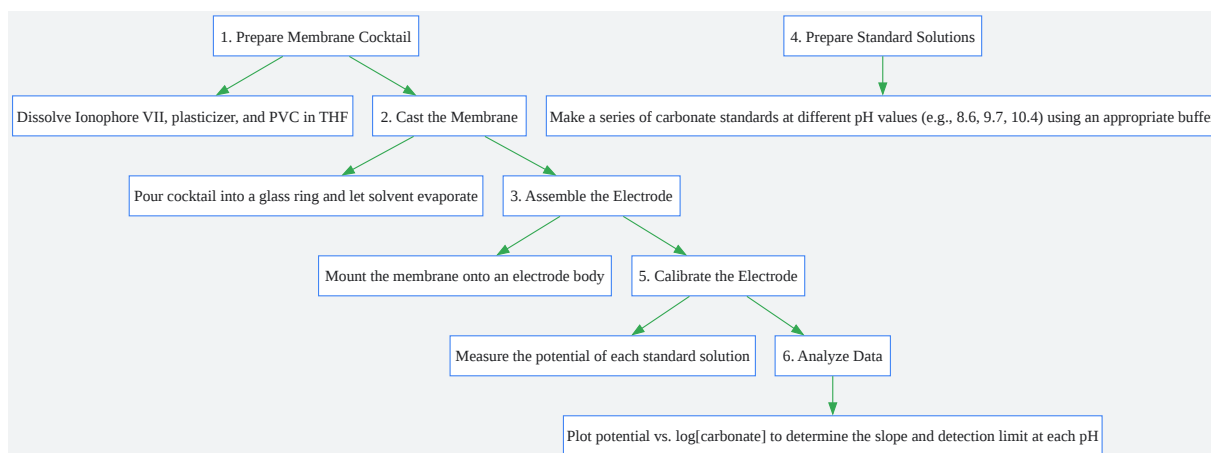 1. Prepare Membrane Cocktail
4. Prepare Standard Solutions
Dissolve Ionophore VII, plasticizer, and PVC in THF
2. Cast the Membrane
Make a series of carbonate standards at different pH values (e.g., 8.6, 9.7, 10.4) using an appropriate buffe
Pour cocktail into a glass ring and let solvent evaporate
3. Assemble the Electrode
Mount the membrane onto an electrode body
5. Calibrate the Electrode
Measure the potential of each standard solution
6. Analyze Data
Plot potential vs. log[carbonate] to determine the slope and detection limit at each pH